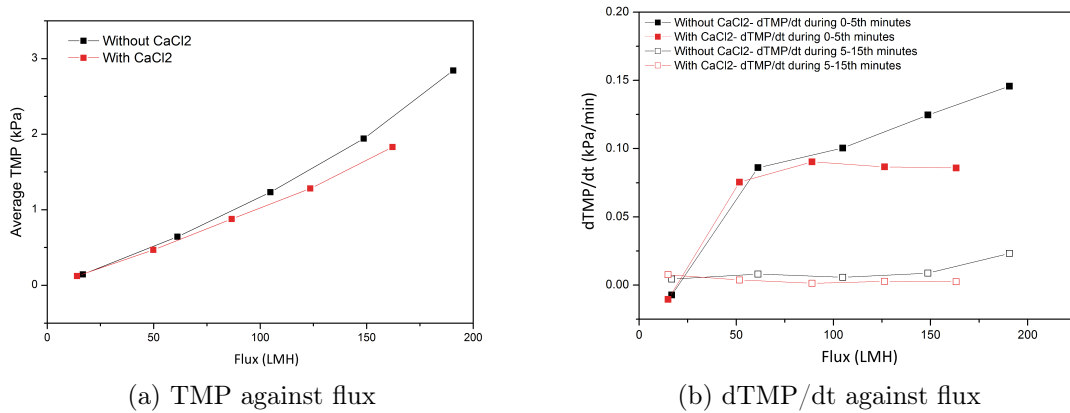 Without CaCl2
With CaCl2
Average TMP (kPa)
3
2
1
0
0 50 100 150 200
Flux (LMH)
(a) TMP against flux
Without CaCl2- dTMP/dt during 0-5th minutes
With CaCl2- dTMP/dt during 0-5th minutes
Without CaCl2- dTMP/dt during 5-15th minutes
With CaCl2- dTMP/dt during 5-15th minutes
dTMP/dt (kPa/min)
0.20
0.15
0.10
0.05
0.00
0 50 100 150 200
Flux (LMH)
(b) dTMP/dt against flux